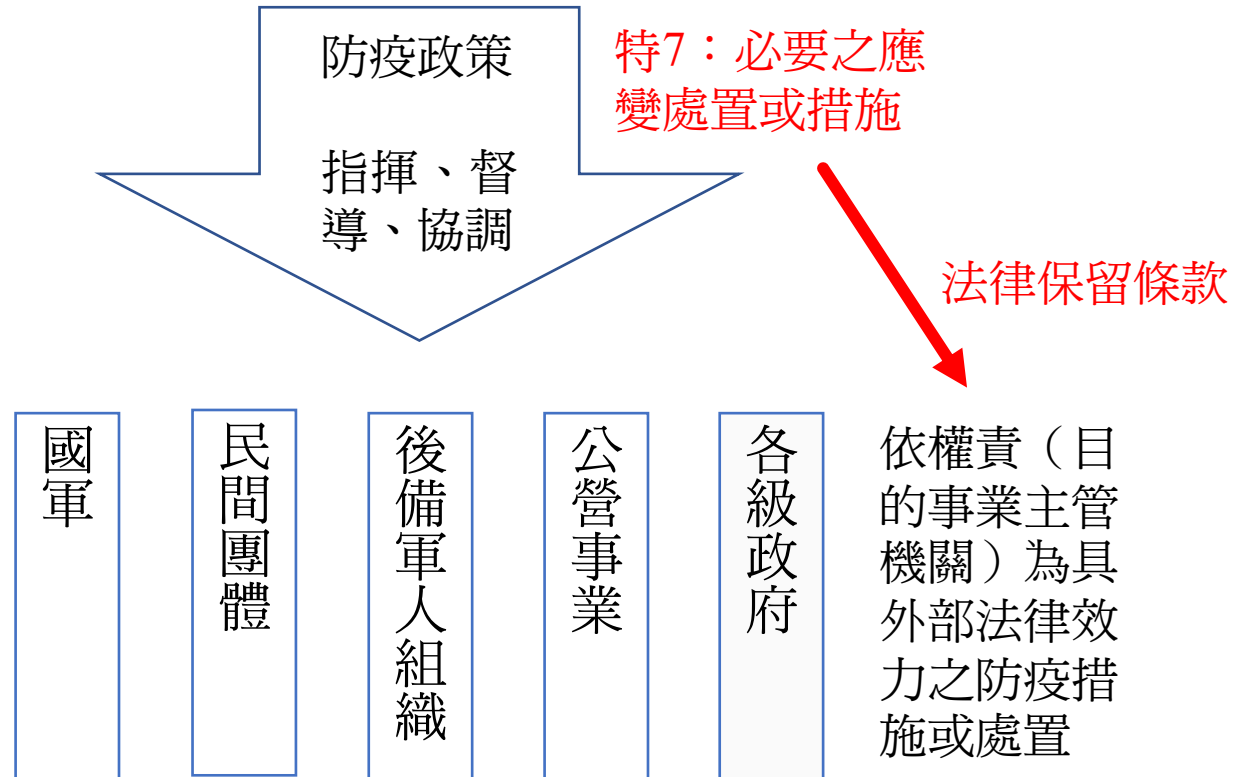 防疫政策
指揮、督
導、協調
特7：必要之應
變處置或措施
法律保留條款
國軍
民間團體
後備軍人組織
公營事業
各級政府
依權責（目
的事業主管
機關）為具
外部法律效
力之防疫措
施或處置